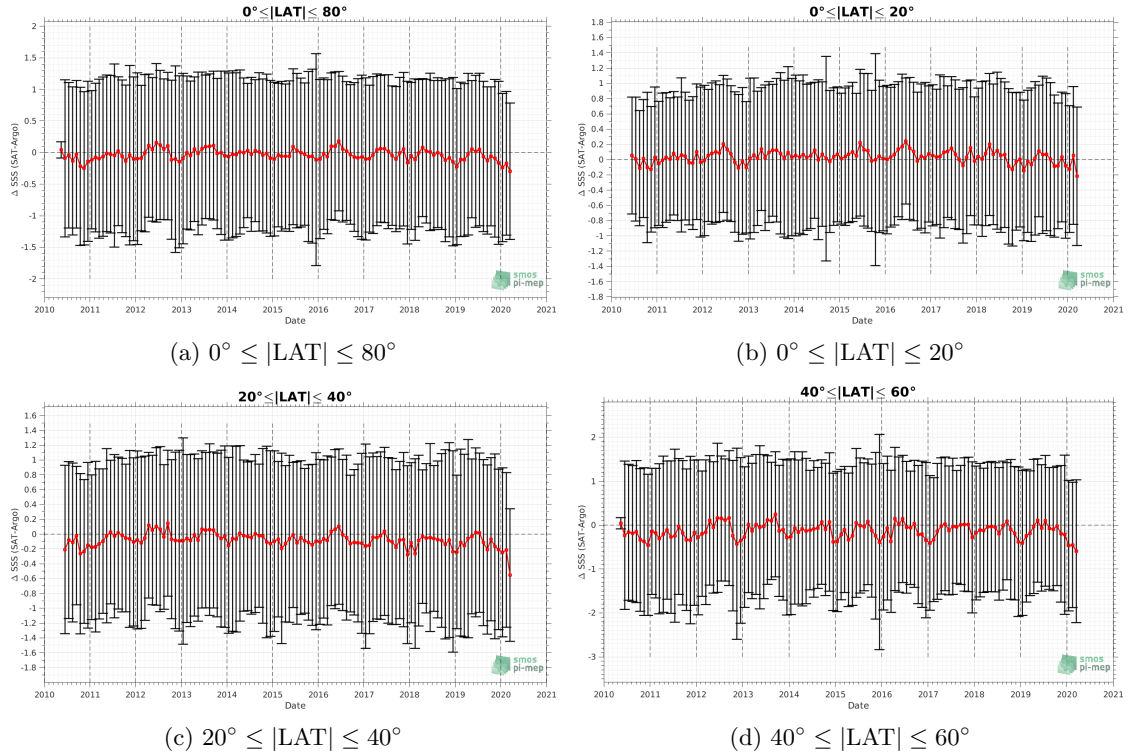 0°≤|LAT|≤ 80°
Δ SSS (SAT-Argo)
2
1.5
1
0.5
0
-0.5
-1
-1.5
-2
2010 2011 2012 2013 2014 2015 2016 2017 2018 2019 2020 2021
Date
smos
pi-mep
(a) 0° ≤ |LAT| ≤ 80°
0°≤|LAT|≤ 20°
Δ SSS (SAT-Argo)
1.8
1.6
1.4
1.2
1
0.8
0.6
0.4
0.2
0
-0.2
-0.4
-0.6
-0.8
-1
-1.2
-1.4
-1.6
-1.8
2010 2011 2012 2013 2014 2015 2016 2017 2018 2019 2020 2021
Date
smos
pi-mep
(b) 0° ≤ |LAT| ≤ 20°
20°≤|LAT|≤ 40°
Δ SSS (SAT-Argo)
1.6
1.4
1.2
1
0.8
0.6
0.4
0.2
0
-0.2
-0.4
-0.6
-0.8
-1
-1.2
-1.4
-1.6
-1.8
2010 2011 2012 2013 2014 2015 2016 2017 2018 2019 2020 2021
Date
smos
pi-mep
(c) 20° ≤ |LAT| ≤ 40°
40°≤|LAT|≤ 60°
Δ SSS (SAT-Argo)
2
1
0
-1
-2
-3
2010 2011 2012 2013 2014 2015 2016 2017 2018 2019 2020 2021
Date
smos
pi-mep
(d) 40° ≤ |LAT| ≤ 60°